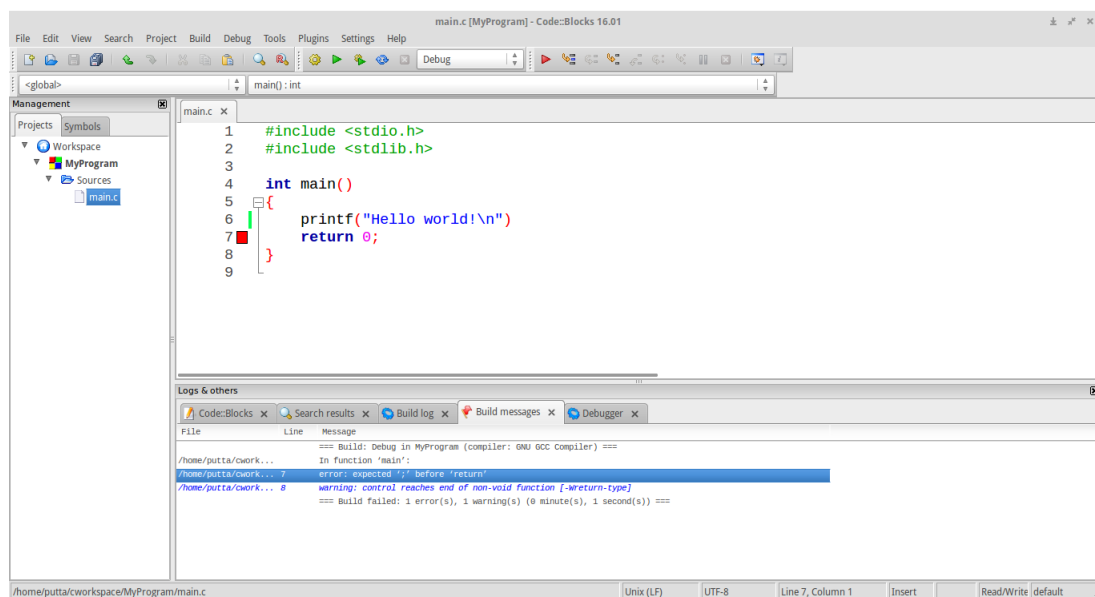 main.c [MyProgram] - Code::Blocks 16.01
File Edit View Search Project Build Debug Tools Plugins Settings Help
Debug
<global> main() : int
Management
Projects Symbols
Workspace
MyProgram
Sources
main.c
main.c
1 #include <stdio.h>
2 #include <stdlib.h>
3
4 int main()
5 {
6 printf("Hello world!\n")
7 return 0;
8 }
9
Logs & others
Code::Blocks Search results Build log Build messages Debugger
File Line Message
=== Build: Debug in MyProgram (compiler: GNU GCC Compiler) ===
/home/putta/cwork... In function ‘main’:
/home/putta/cwork... 7 error: expected ‘;’ before ‘return’
/home/putta/cwork... 8 warning: control reaches end of non-void function [-Wreturn-type]
=== Build failed: 1 error(s), 1 warning(s) (0 minute(s), 1 second(s)) ===
/home/putta/cworkspace/MyProgram/main.c Unix (LF) UTF-8 Line 7, Column 1 Insert Read/Write default